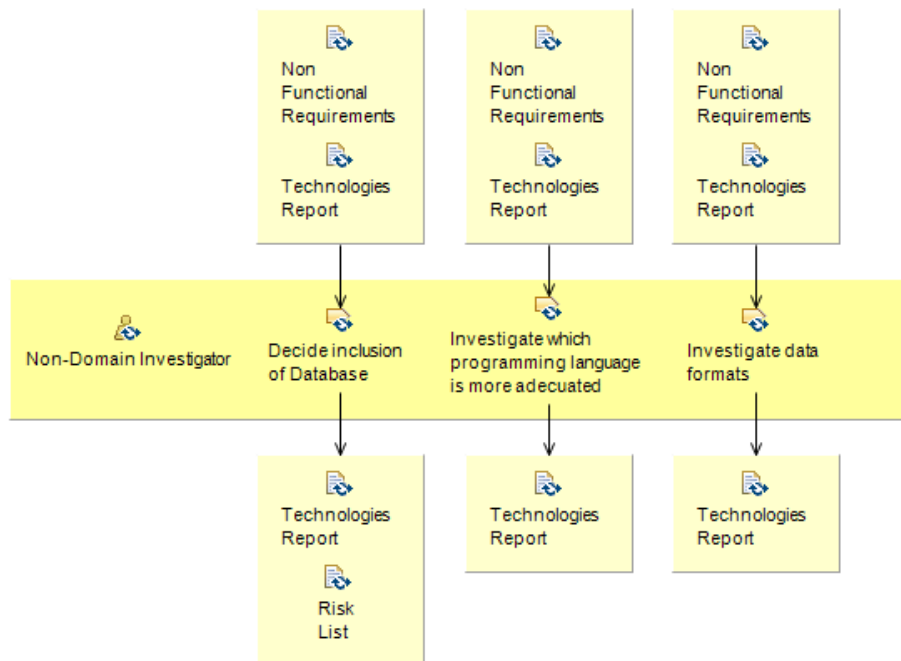 Non
Functional
Requirements
Technologies
Report
Non
Functional
Requirements
Technologies
Report
Non
Functional
Requirements
Technologies
Report
Non-Domain Investigator
Decide inclusion
of Database
Investigate which
programming language
is more adecuated
Investigate data
formats
Technologies
Report
Risk
List
Technologies
Report
Technologies
Report